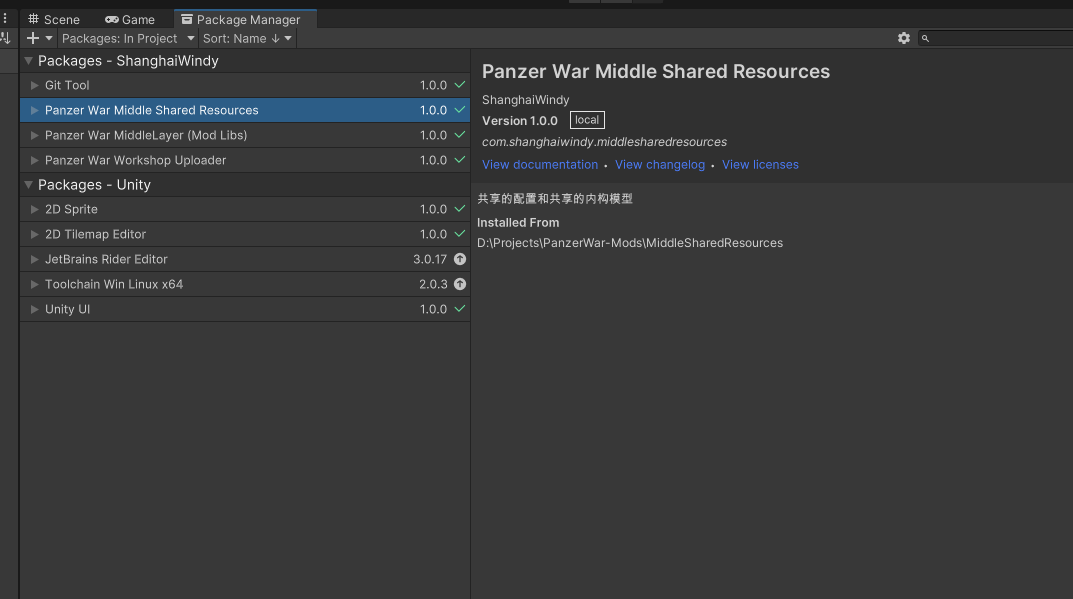 Scene Game Package Manager
Packages: In Project Sort: Name ↓
Packages - ShanghaiWindy
Git Tool 1.0.0
Panzer War Middle Shared Resources 1.0.0
Panzer War MiddleLayer (Mod Libs) 1.0.0
Panzer War Workshop Uploader 1.0.0
Packages - Unity
2D Sprite 1.0.0
2D Tilemap Editor 1.0.0
JetBrains Rider Editor 3.0.17
Toolchain Win Linux x64 2.0.3
Unity UI 1.0.0
Panzer War Middle Shared Resources
ShanghaiWindy
Version 1.0.0 local
com.shanghaiwindy.middlesharedresources
View documentation • View changelog • View licenses
共享的配置和共享的内构模型
Installed From
D:\Projects\PanzerWar-Mods\MiddleSharedResources